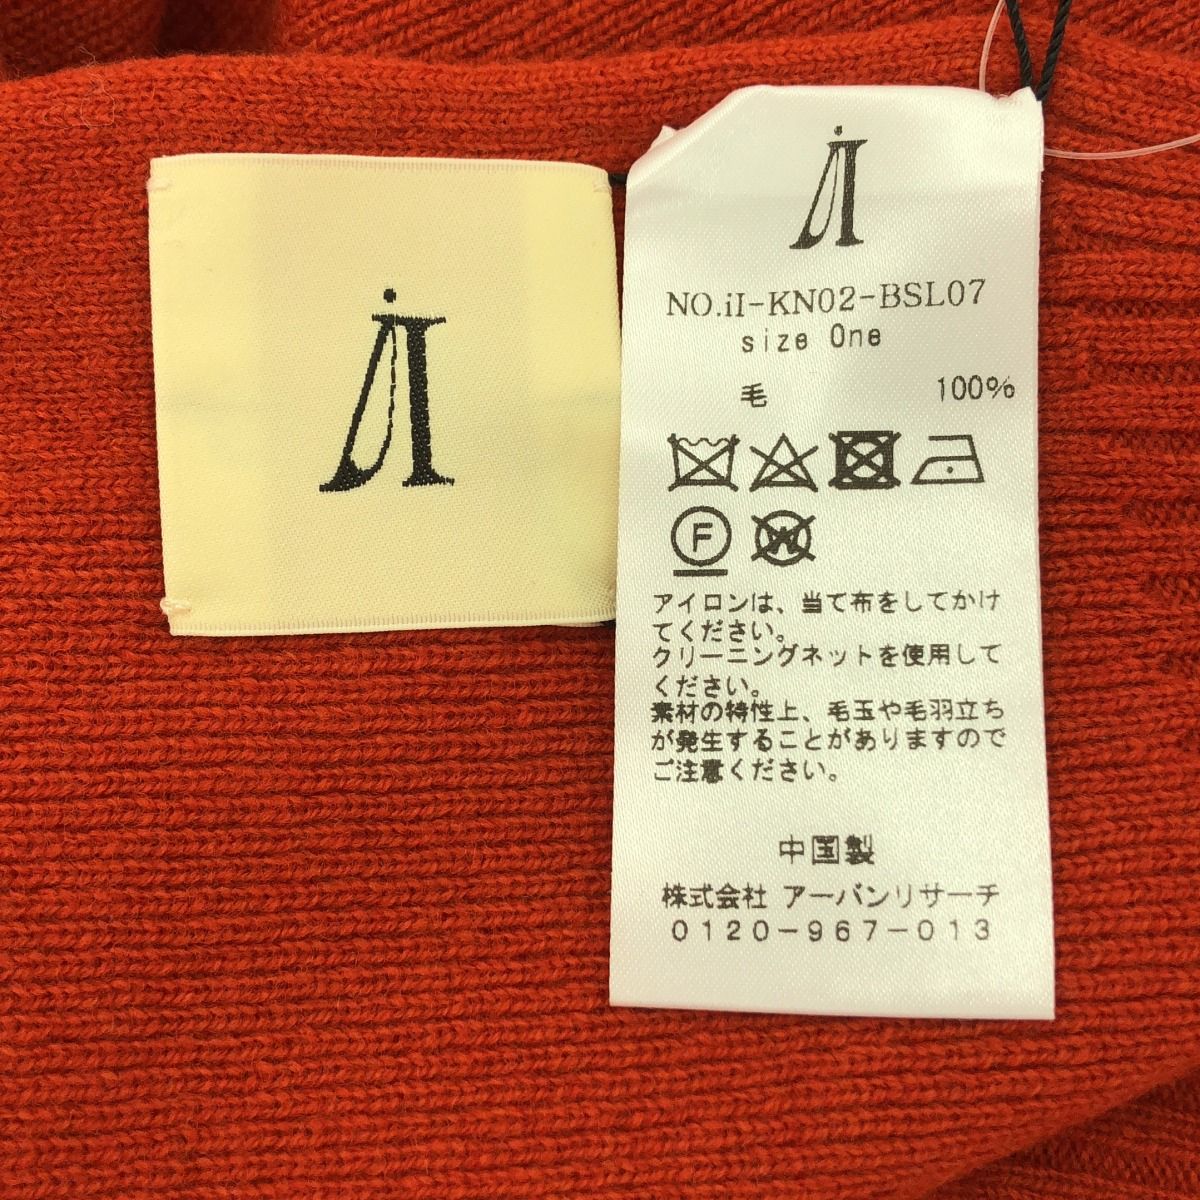 iI
iI
NO.iI-KN02-BSL07
size One
毛 100%
F
W
アイロンは、当て布をしてかけ
てください。
クリーニングネットを使用して
ください。
素材の特性上、毛玉や毛羽立ち
が発生することがありますので
ご注意ください。
中国製
株式会社 アーバンリサーチ
0120-967-013